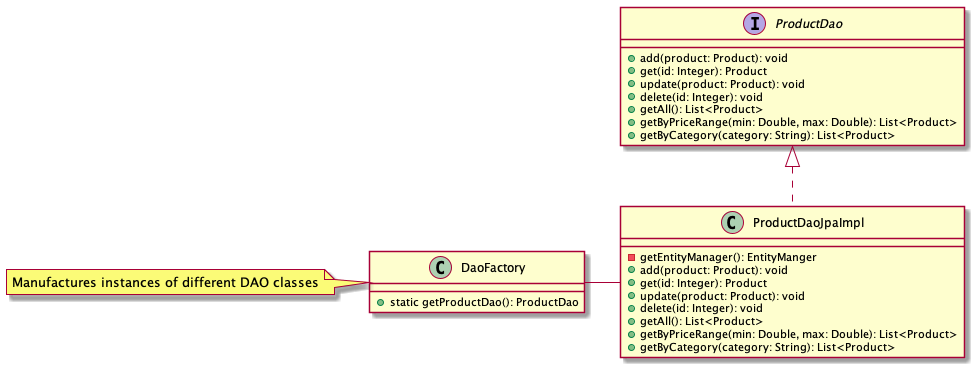 I ProductDao
add(product: Product): void
get(id: Integer): Product
update(product: Product): void
delete(id: Integer): void
getAll(): List<Product>
getByPriceRange(min: Double, max: Double): List<Product>
getByCategory(category: String): List<Product>
C ProductDaoJpaImpl
getEntityManager(): EntityManger
add(product: Product): void
get(id: Integer): Product
update(product: Product): void
delete(id: Integer): void
getAll(): List<Product>
getByPriceRange(min: Double, max: Double): List<Product>
getByCategory(category: String): List<Product>
C DaoFactory
static getProductDao(): ProductDao
Manufactures instances of different DAO classes